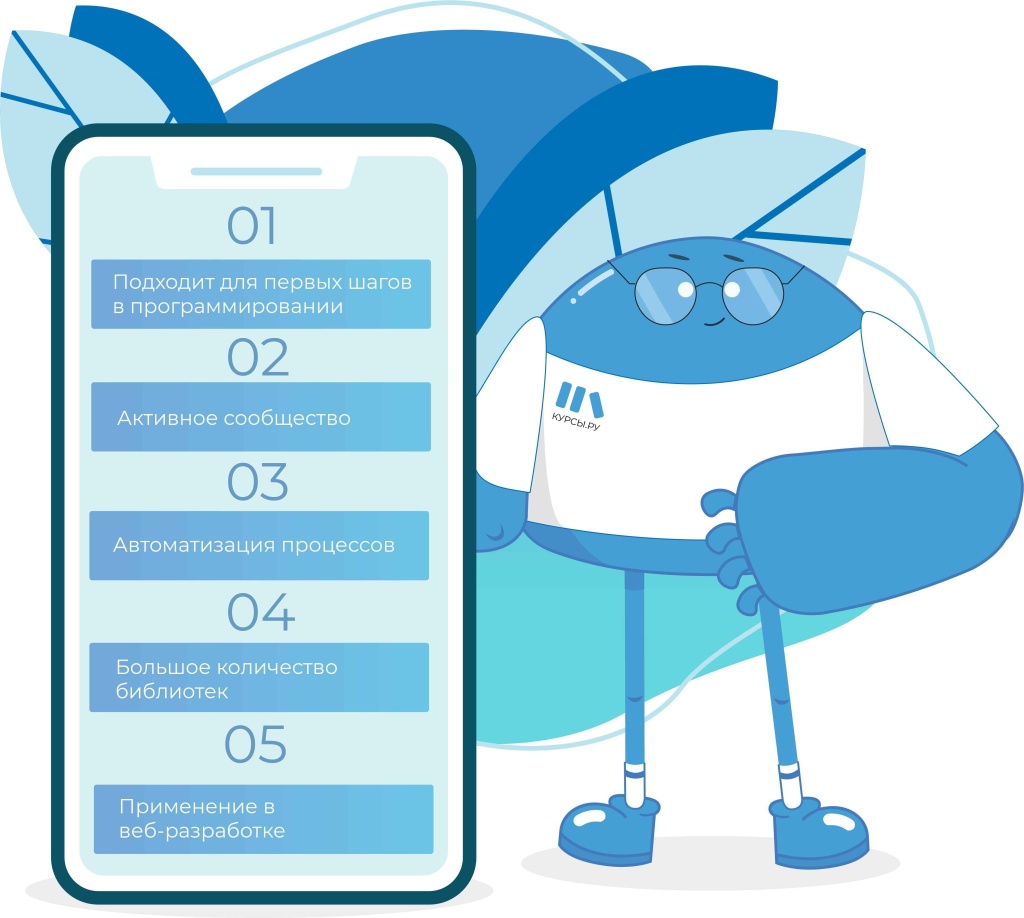 01
Подходит для первых шагов
в программировании
02
Активное сообщество
03
Автоматизация процессов
04
Большое количество
библиотек
05
Применение в
веб-разработке
КУРСЫ.РУ